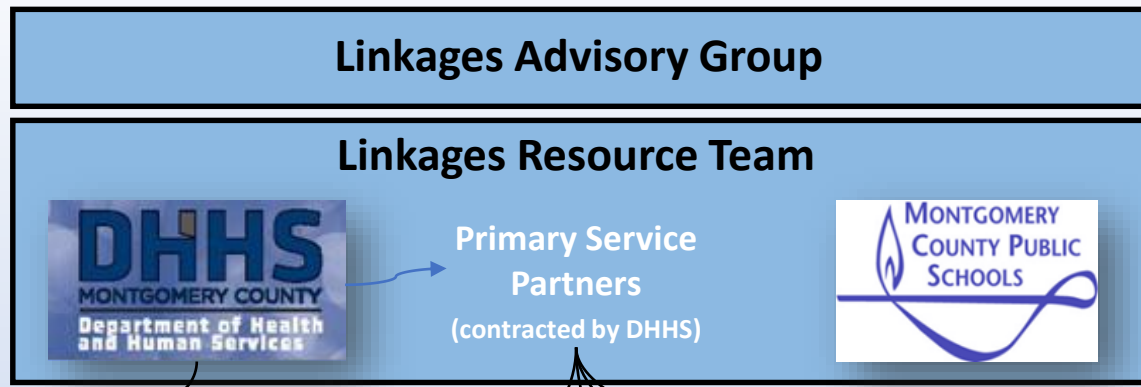 Linkages Advisory Group
Linkages Resource Team
DHHS
MONTGOMERY COUNTY
Department of Health
and Human Services
Primary Service
Partners
(contracted by DHHS)
MONTGOMERY
COUNTY PUBLIC
SCHOOLS